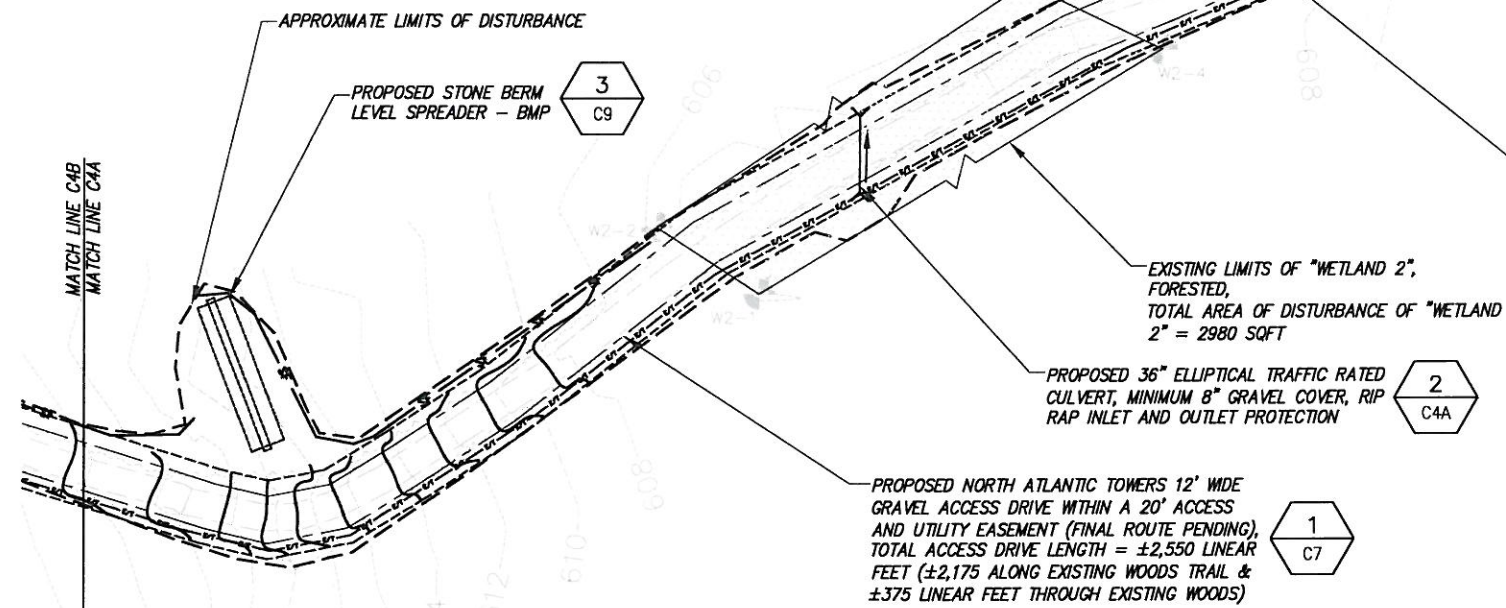 APPROXIMATE LIMITS OF DISTURBANCE
PROPOSED STONE BERM
LEVEL SPREADER – BMP
3
C9
MATCH LINE C4B
MATCH LINE C4A
606
608
W2-4
W2-2
W2-1
EXISTING LIMITS OF "WETLAND 2",
FORESTED,
TOTAL AREA OF DISTURBANCE OF "WETLAND
2" = 2980 SQFT
PROPOSED 36" ELLIPTICAL TRAFFIC RATED
CULVERT, MINIMUM 8" GRAVEL COVER, RIP
RAP INLET AND OUTLET PROTECTION
2
C4A
608
610
612
PROPOSED NORTH ATLANTIC TOWERS 12' WIDE
GRAVEL ACCESS DRIVE WITHIN A 20' ACCESS
AND UTILITY EASEMENT (FINAL ROUTE PENDING),
TOTAL ACCESS DRIVE LENGTH = ±2,550 LINEAR
FEET (±2,175 ALONG EXISTING WOODS TRAIL &
±375 LINEAR FEET THROUGH EXISTING WOODS)
1
C7